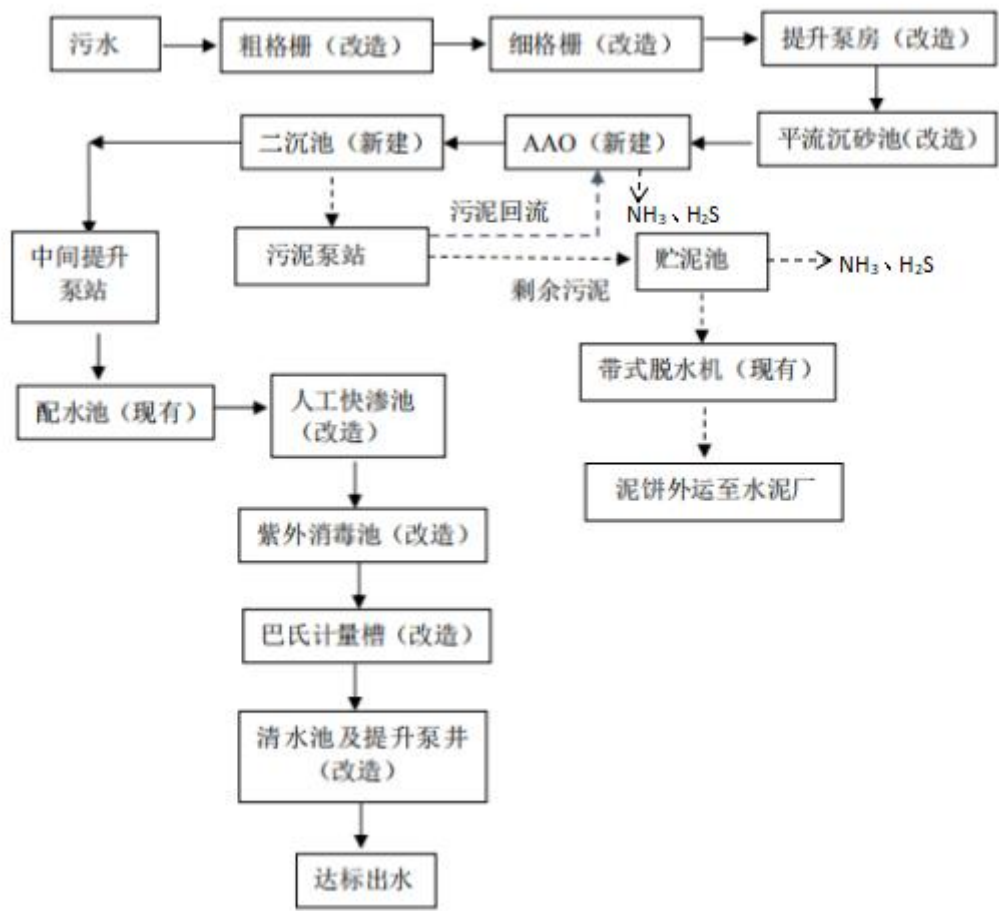 污水
粗格栅（改造）
细格栅（改造）
提升泵房（改造）
二沉池（新建）
AAO（新建）
平流沉砂池(改造）
污泥回流
NH₃、H₂S
中间提升
泵站
污泥泵站
贮泥池
NH₃、H₂S
剩余污泥
带式脱水机（现有）
配水池（现有）
人工快渗池
（改造）
泥饼外运至水泥厂
紫外消毒池（改造）
巴氏计量槽（改造）
清水池及提升泵井
（改造）
达标出水